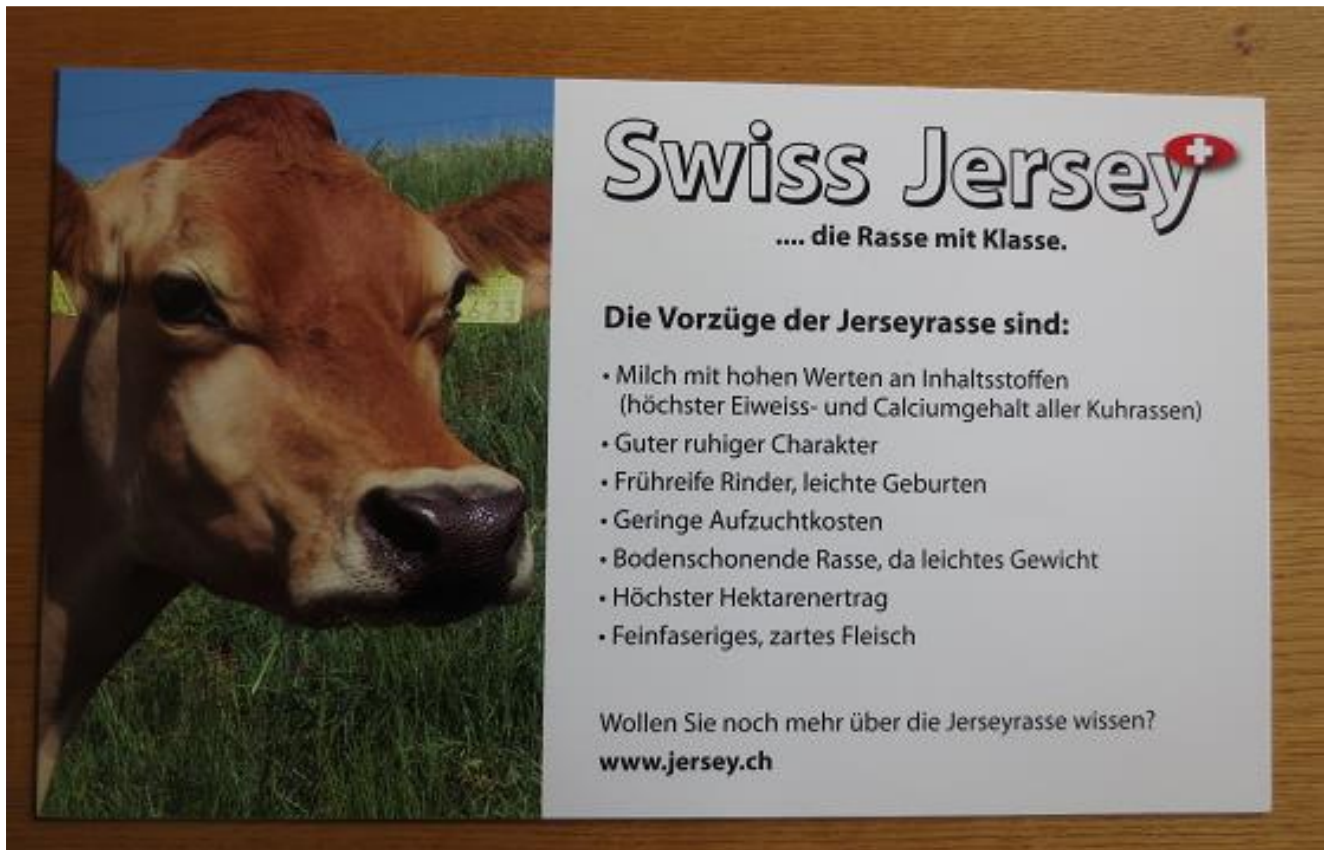 Swiss Jersey
.... die Rasse mit Klasse.
Die Vorzüge der Jerseyrasse sind:
• Milch mit hohen Werten an Inhaltsstoffen
(höchster Eiweiss- und Calciumgehalt aller Kuhrassen)
• Guter ruhiger Charakter
• Frühreife Rinder, leichte Geburten
• Geringe Aufzuchtkosten
• Bodenschonende Rasse, da leichtes Gewicht
• Höchster Hektarenertrag
• Feinfaseriges, zartes Fleisch
Wollen Sie noch mehr über die Jerseyrasse wissen?
www.jersey.ch